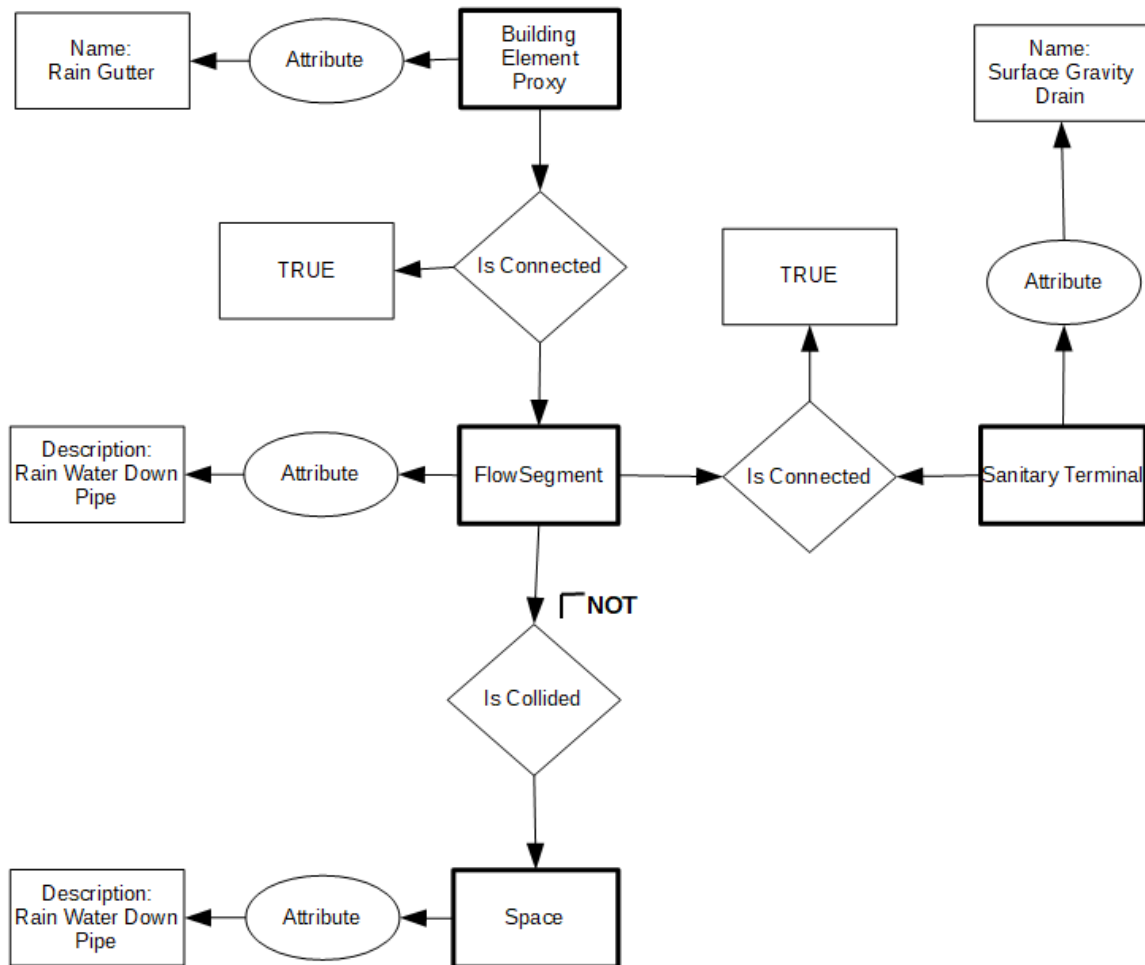 Name:
Rain Gutter
Attribute
Building
Element
Proxy
Name:
Surface Gravity
Drain
TRUE
Is Connected
TRUE
Attribute
Description:
Rain Water Down
Pipe
Attribute
FlowSegment
Is Connected
Sanitary Terminal
NOT
Is Collided
Description:
Rain Water Down
Pipe
Attribute
Space